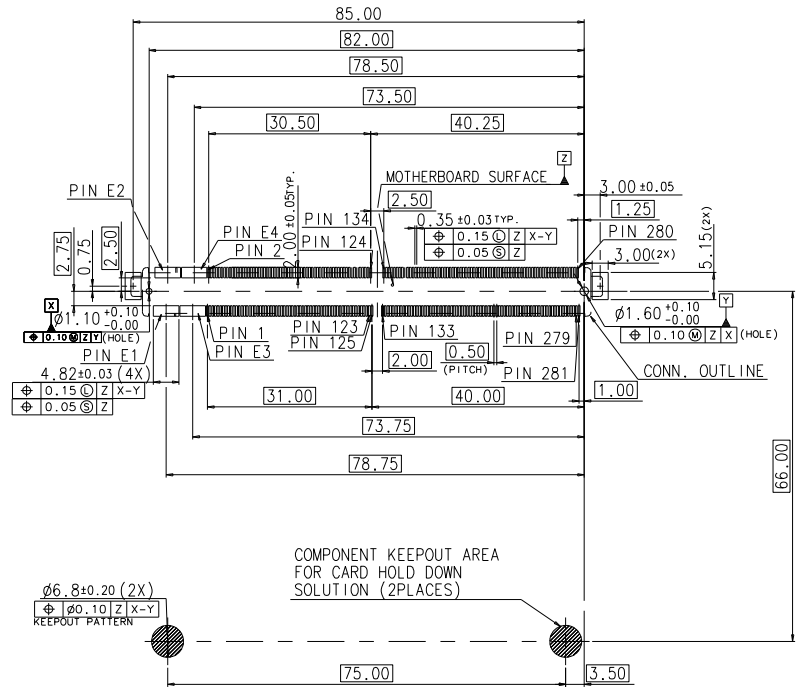 85.00
82.00
78.50
73.50
30.50
40.25
MOTHERBOARD SURFACE
Z
PIN E2
2.00 ±0.05TYP.
2.50
3.00 ±0.05
1.25
PIN E4
PIN 134
0.35 ±0.03 TYP.
PIN 280
2.75
0.75
2.50
PIN 2
PIN 124
⌖ 0.15 Ⓛ Z X-Y
⌖ 0.05 Ⓢ Z
3.00(2X)
5.15(2X)
X
Ø1.10 +0.10 -0.00
⌖ 0.10 Ⓜ Z Y (HOLE)
Ø1.60 +0.10 -0.00
Y
⌖ 0.10 Ⓜ Z X (HOLE)
PIN 1
PIN 123
PIN 133
PIN 279
PIN E1
PIN E3
PIN 125
2.00
0.50
(PITCH)
PIN 281
CONN. OUTLINE
4.82±0.03 (4X)
⌖ 0.15 Ⓛ Z X-Y
⌖ 0.05 Ⓢ Z
31.00
40.00
1.00
73.75
78.75
66.00
COMPONENT KEEPOUT AREA
FOR CARD HOLD DOWN
SOLUTION (2PLACES)
Ø6.8±0.20 (2X)
⌖ Ø0.10 Z X-Y
KEEPOUT PATTERN
75.00
3.50